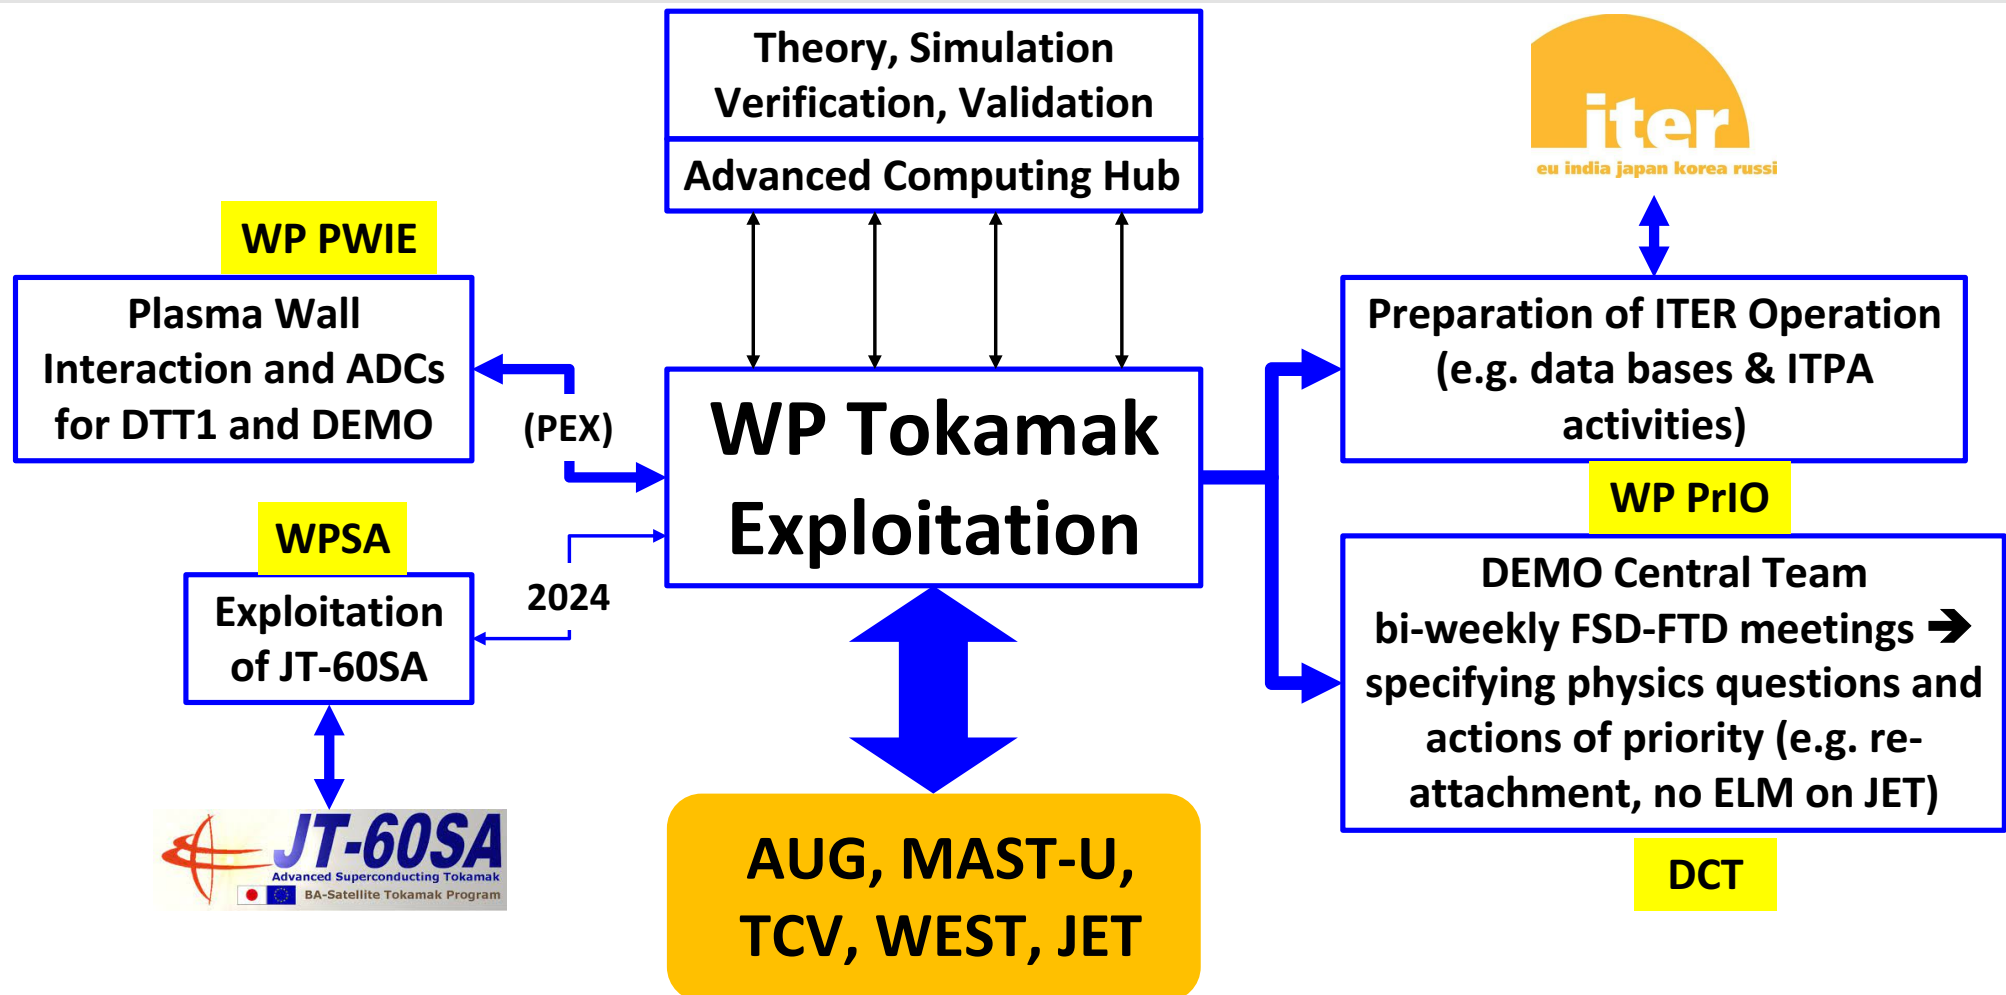 Theory, Simulation
Verification, Validation
Advanced Computing Hub
iter
eu india japan korea russi
WP PWIE
Plasma Wall
Interaction and ADCs
for DTT1 and DEMO
(PEX)
WP Tokamak
Exploitation
Preparation of ITER Operation
(e.g. data bases & ITPA
activities)
WP PrIO
WPSA
Exploitation
of JT-60SA
2024
DEMO Central Team
bi-weekly FSD-FTD meetings ➔
specifying physics questions and
actions of priority (e.g. re-
attachment, no ELM on JET)
DCT
JT-60SA
Advanced Superconducting Tokamak
BA-Satellite Tokamak Program
AUG, MAST-U,
TCV, WEST, JET